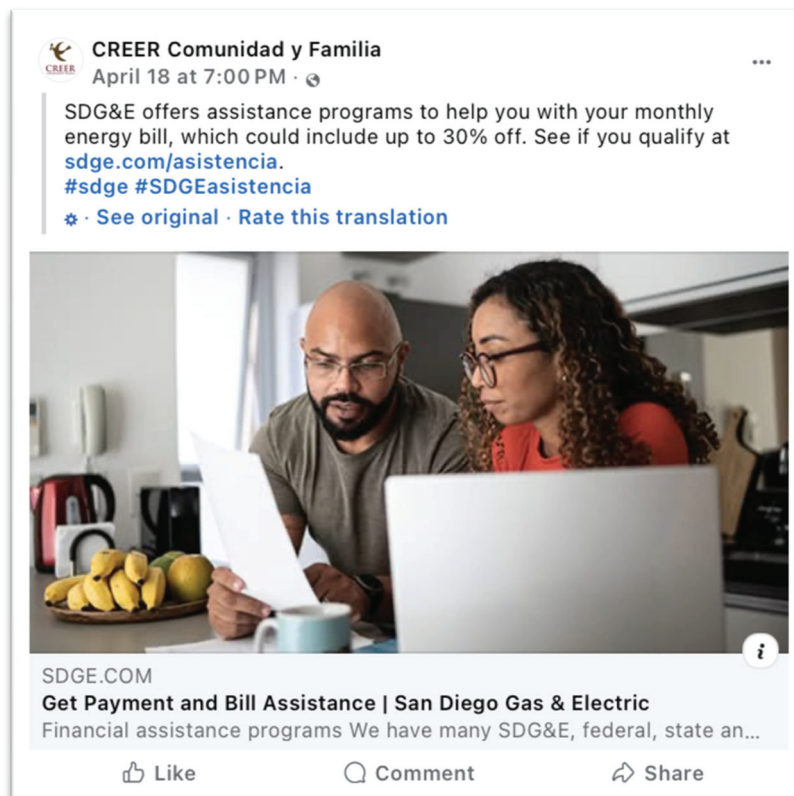 CREER
CREER Comunidad y Familia
April 18 at 7:00 PM ·
SDG&E offers assistance programs to help you with your monthly
energy bill, which could include up to 30% off. See if you qualify at
sdge.com/asistencia.
#sdge #SDGEasistencia
· See original · Rate this translation
SDGE.COM
Get Payment and Bill Assistance | San Diego Gas & Electric
Financial assistance programs We have many SDG&E, federal, state an...
Like Comment Share